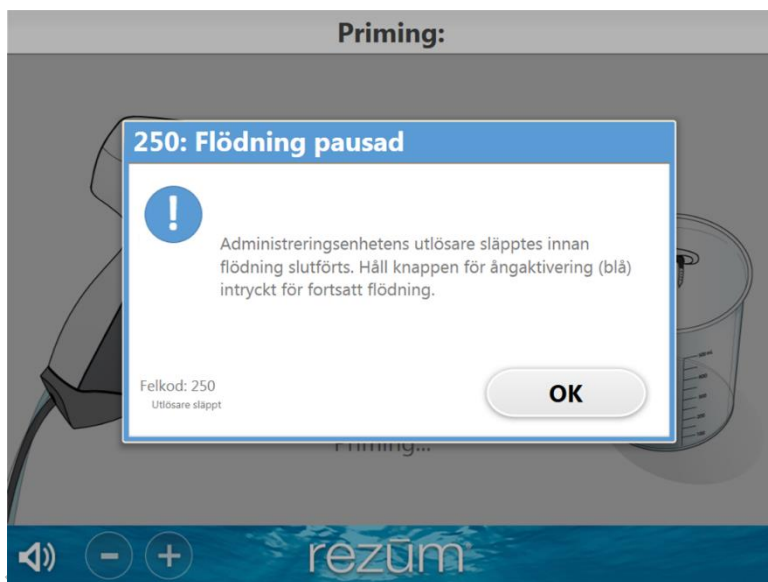 Priming:
250: Flödning pausad
Administreringsenhetens utlösare släpptes innan
flödning slutförts. Håll knappen för ångaktivering (blå)
intryckt för fortsatt flödning.
Felkod: 250
Utlösare släppt
OK
Priming...
rezūm